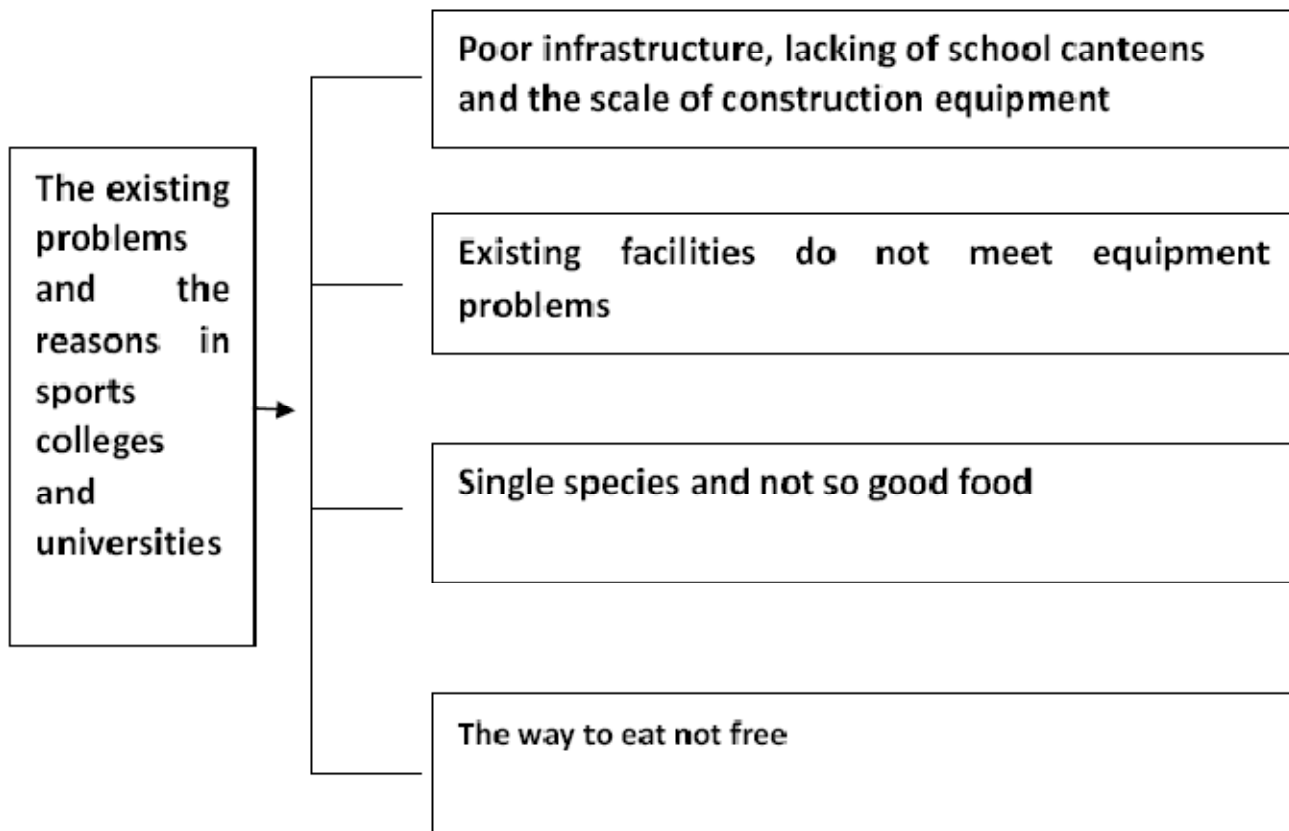 The existing
problems
and the
reasons in
sports
colleges
and
universities
Poor infrastructure, lacking of school canteens
and the scale of construction equipment
Existing facilities do not meet equipment
problems
Single species and not so good food
The way to eat not free